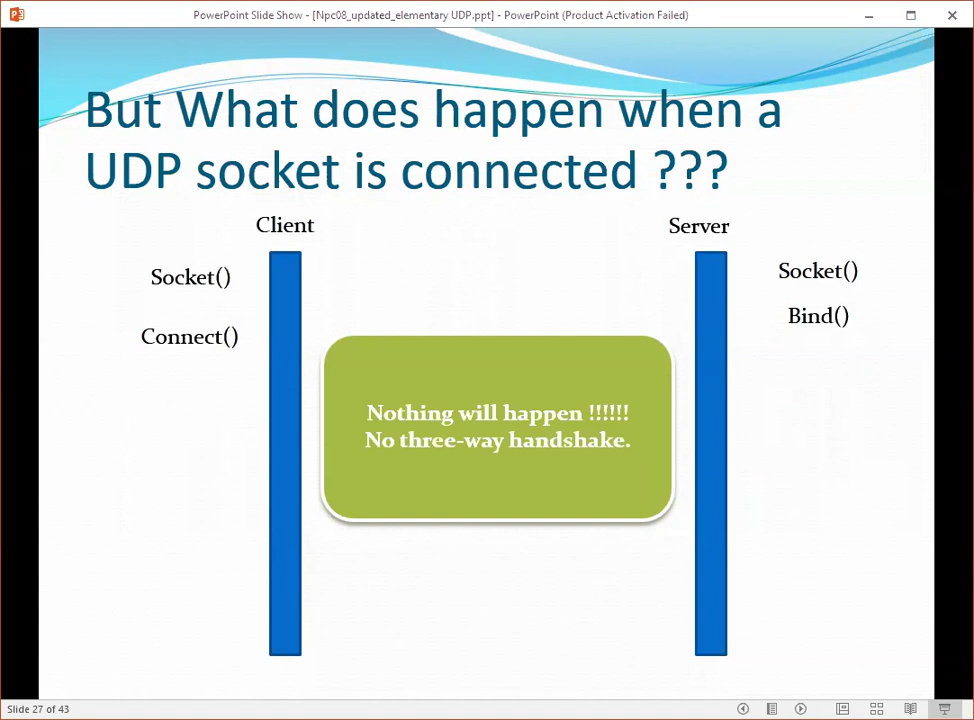 PowerPoint Slide Show - [Npc08_updated_elementary UDP.ppt] - PowerPoint (Product Activation Failed)
But What does happen when a
UDP socket is connected ???
Client
Server
Socket()
Socket()
Bind()
Connect()
Nothing will happen !!!!!!
No three-way handshake.
Slide 27 of 43